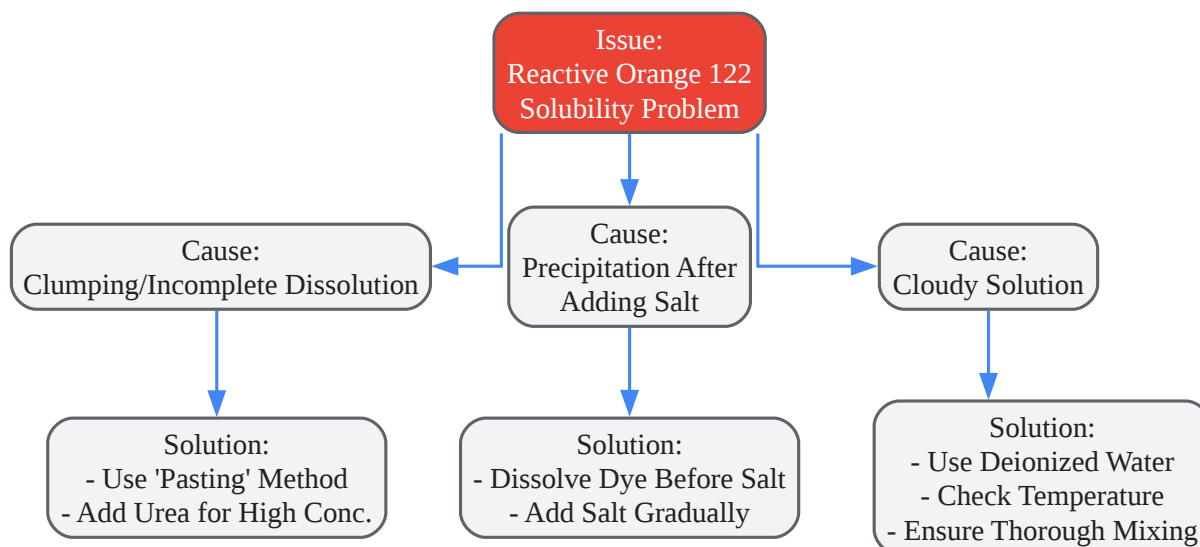 Issue:
Reactive Orange 122
Solubility Problem
Cause:
Clumping/Incomplete Dissolution
Cause:
Precipitation After
Adding Salt
Cause:
Cloudy Solution
Solution:
- Use 'Pasting' Method
- Add Urea for High Conc.
Solution:
- Dissolve Dye Before Salt
- Add Salt Gradually
Solution:
- Use Deionized Water
- Check Temperature
- Ensure Thorough Mixing